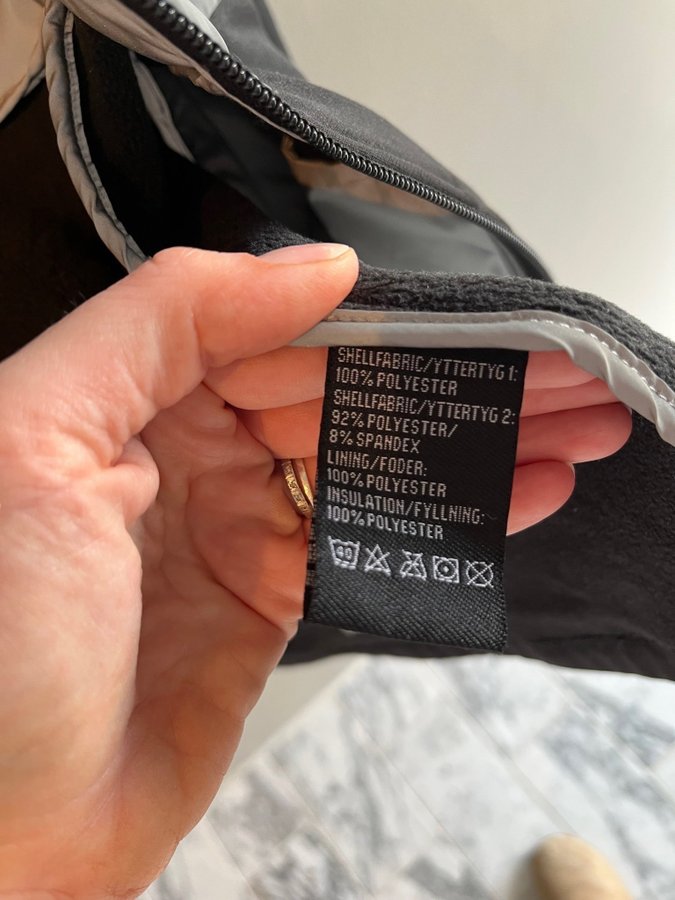 SHELLFABRIC/YTTERTYG 1:
100% POLYESTER
SHELLFABRIC/YTTERTYG 2:
92% POLYESTER/
8% SPANDEX
LINING/FODER:
100% POLYESTER
INSULATION/FYLLNING:
100% POLYESTER
40